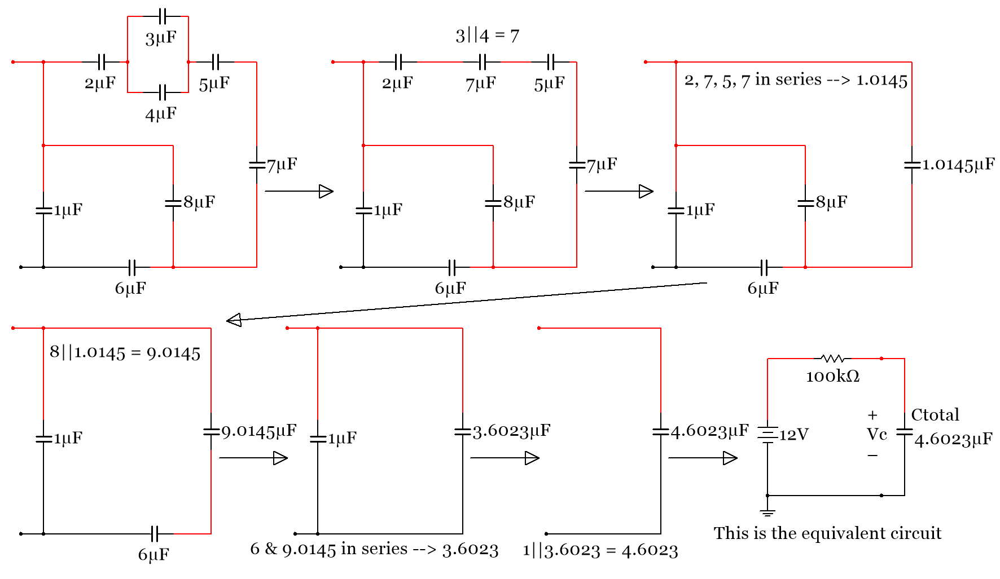 3µF
2µF
5µF
4µF
7µF
1µF
8µF
6µF
3||4 = 7
2µF
7µF
5µF
7µF
1µF
8µF
6µF
2, 7, 5, 7 in series --> 1.0145
1.0145µF
1µF
8µF
6µF
8||1.0145 = 9.0145
1µF
9.0145µF
6µF
1µF
3.6023µF
6 & 9.0145 in series --> 3.6023
4.6023µF
1||3.6023 = 4.6023
100kΩ
12V
+
Vc
−
Ctotal
4.6023µF
This is the equivalent circuit